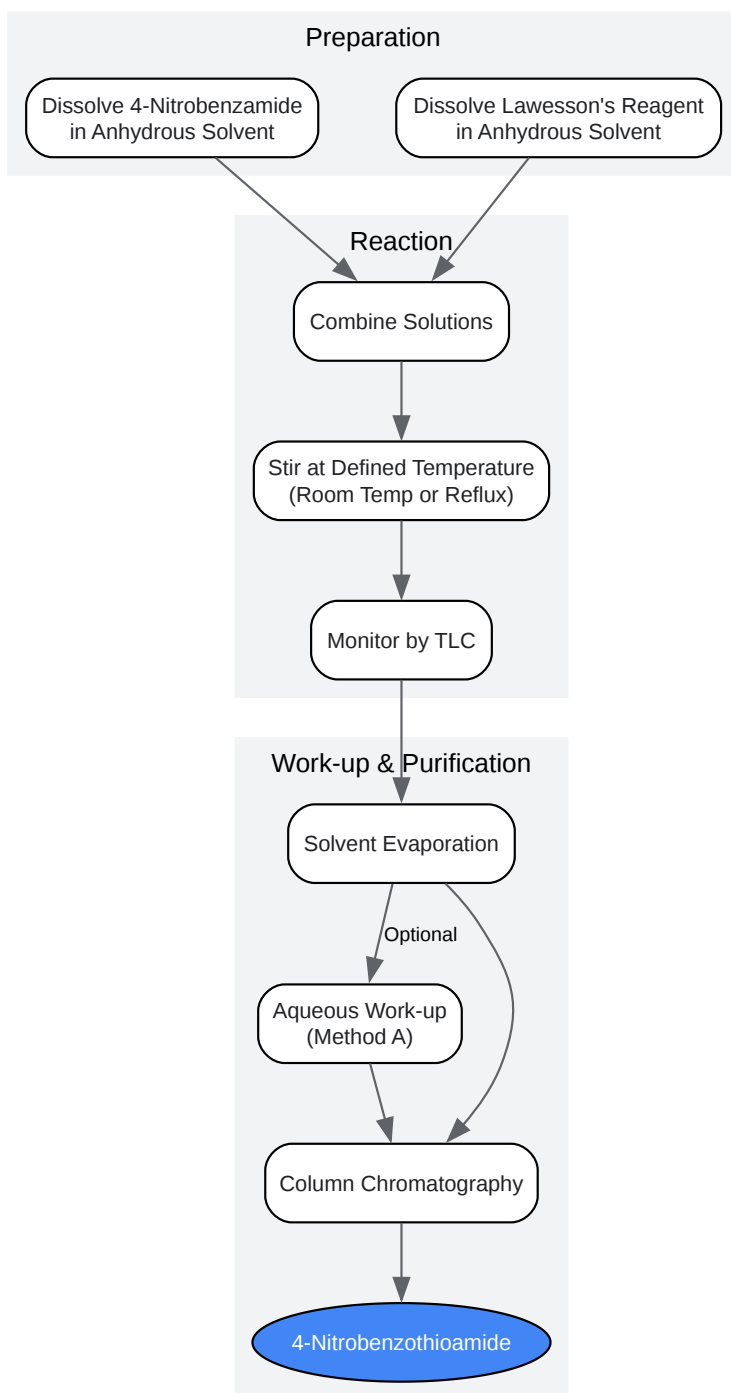 Preparation
Dissolve 4-Nitrobenzamide
in Anhydrous Solvent
Dissolve Lawesson's Reagent
in Anhydrous Solvent
Reaction
Combine Solutions
Stir at Defined Temperature
(Room Temp or Reflux)
Monitor by TLC
Work-up & Purification
Solvent Evaporation
Optional
Aqueous Work-up
(Method A)
Column Chromatography
4-Nitrobenzothioamide